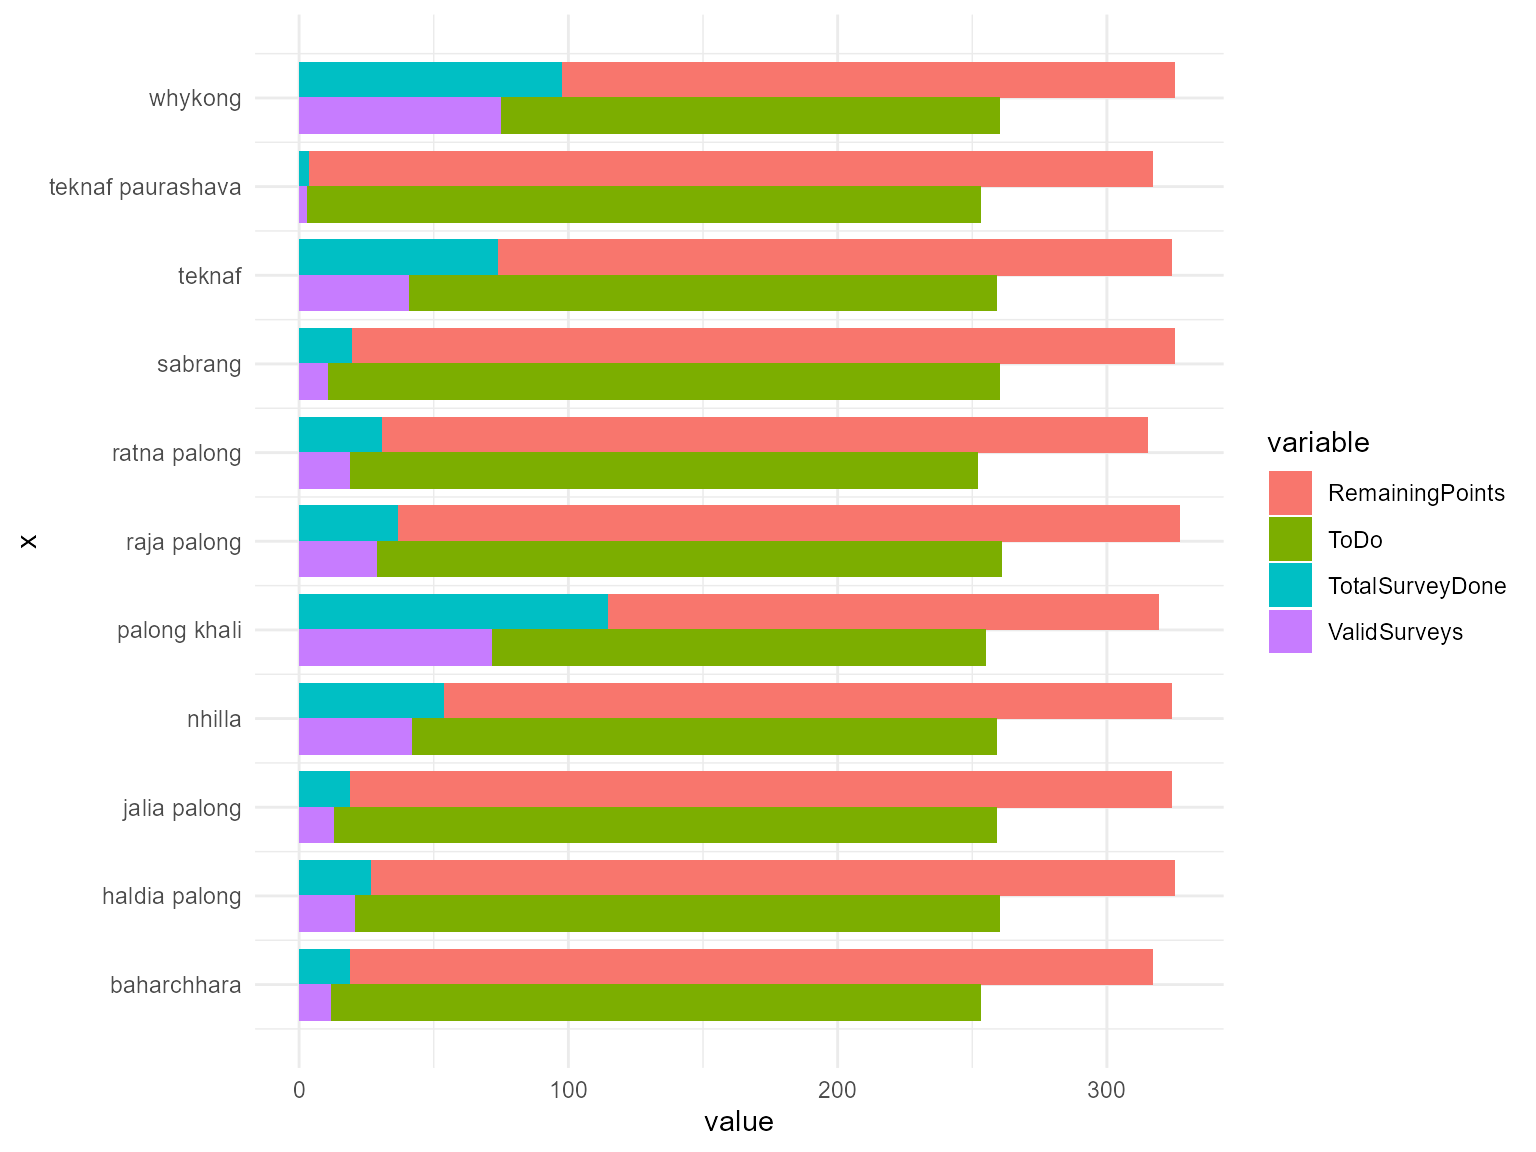 whykong
teknaf paurashava
teknaf
sabrang
ratna palong
raja palong
palong khali
nhilla
jalia palong
haldia palong
baharchhara
x
0 100 200 300
value
variable
RemainingPoints
ToDo
TotalSurveyDone
ValidSurveys